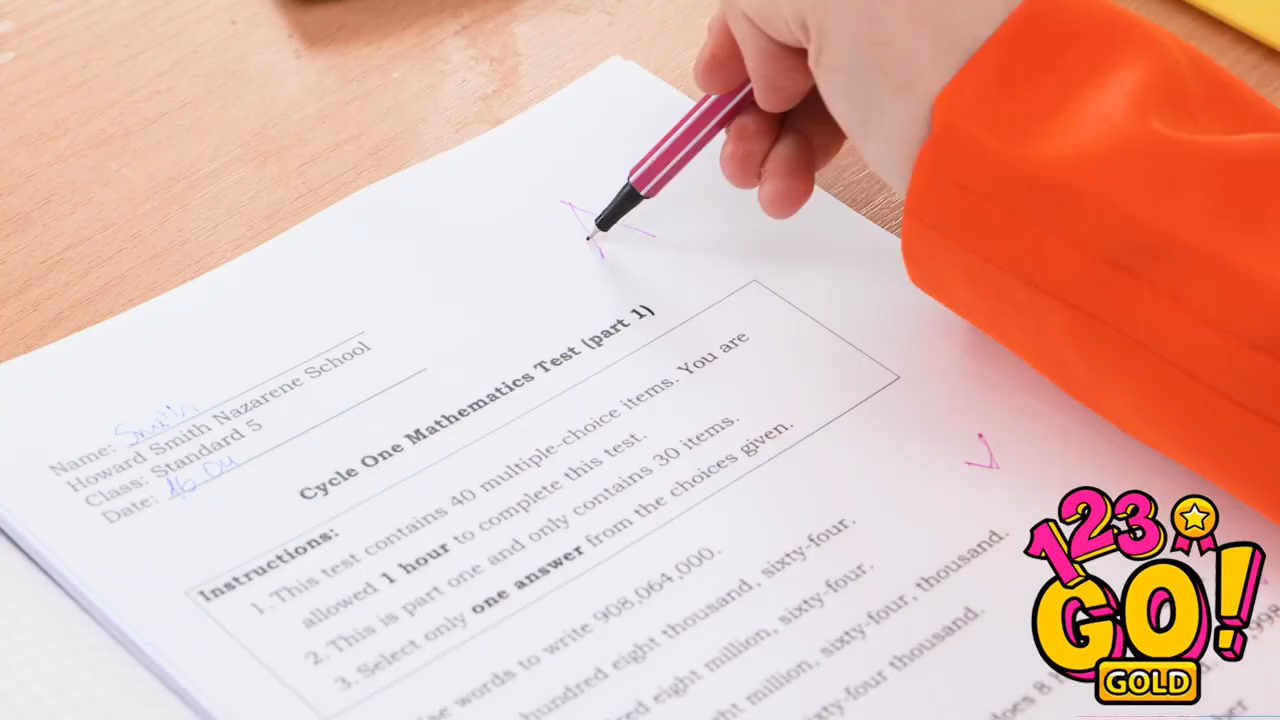 A
Name: Smith
Howard Smith Nazarene School
Class: Standard 5
Date:
Cycle One Mathematics Test (part 1)
Instructions:
1. This test contains 40 multiple-choice items. You are
allowed 1 hour to complete this test.
2. This is part one and only contains 30 items.
3. Select only one answer from the choices given.
words to write 908,064,000.
hundred eight thousand, sixty-four.
eight million, sixty-four.
million, sixty-four, thousand.
sixty-four thousand.
123
GO!
GOLD